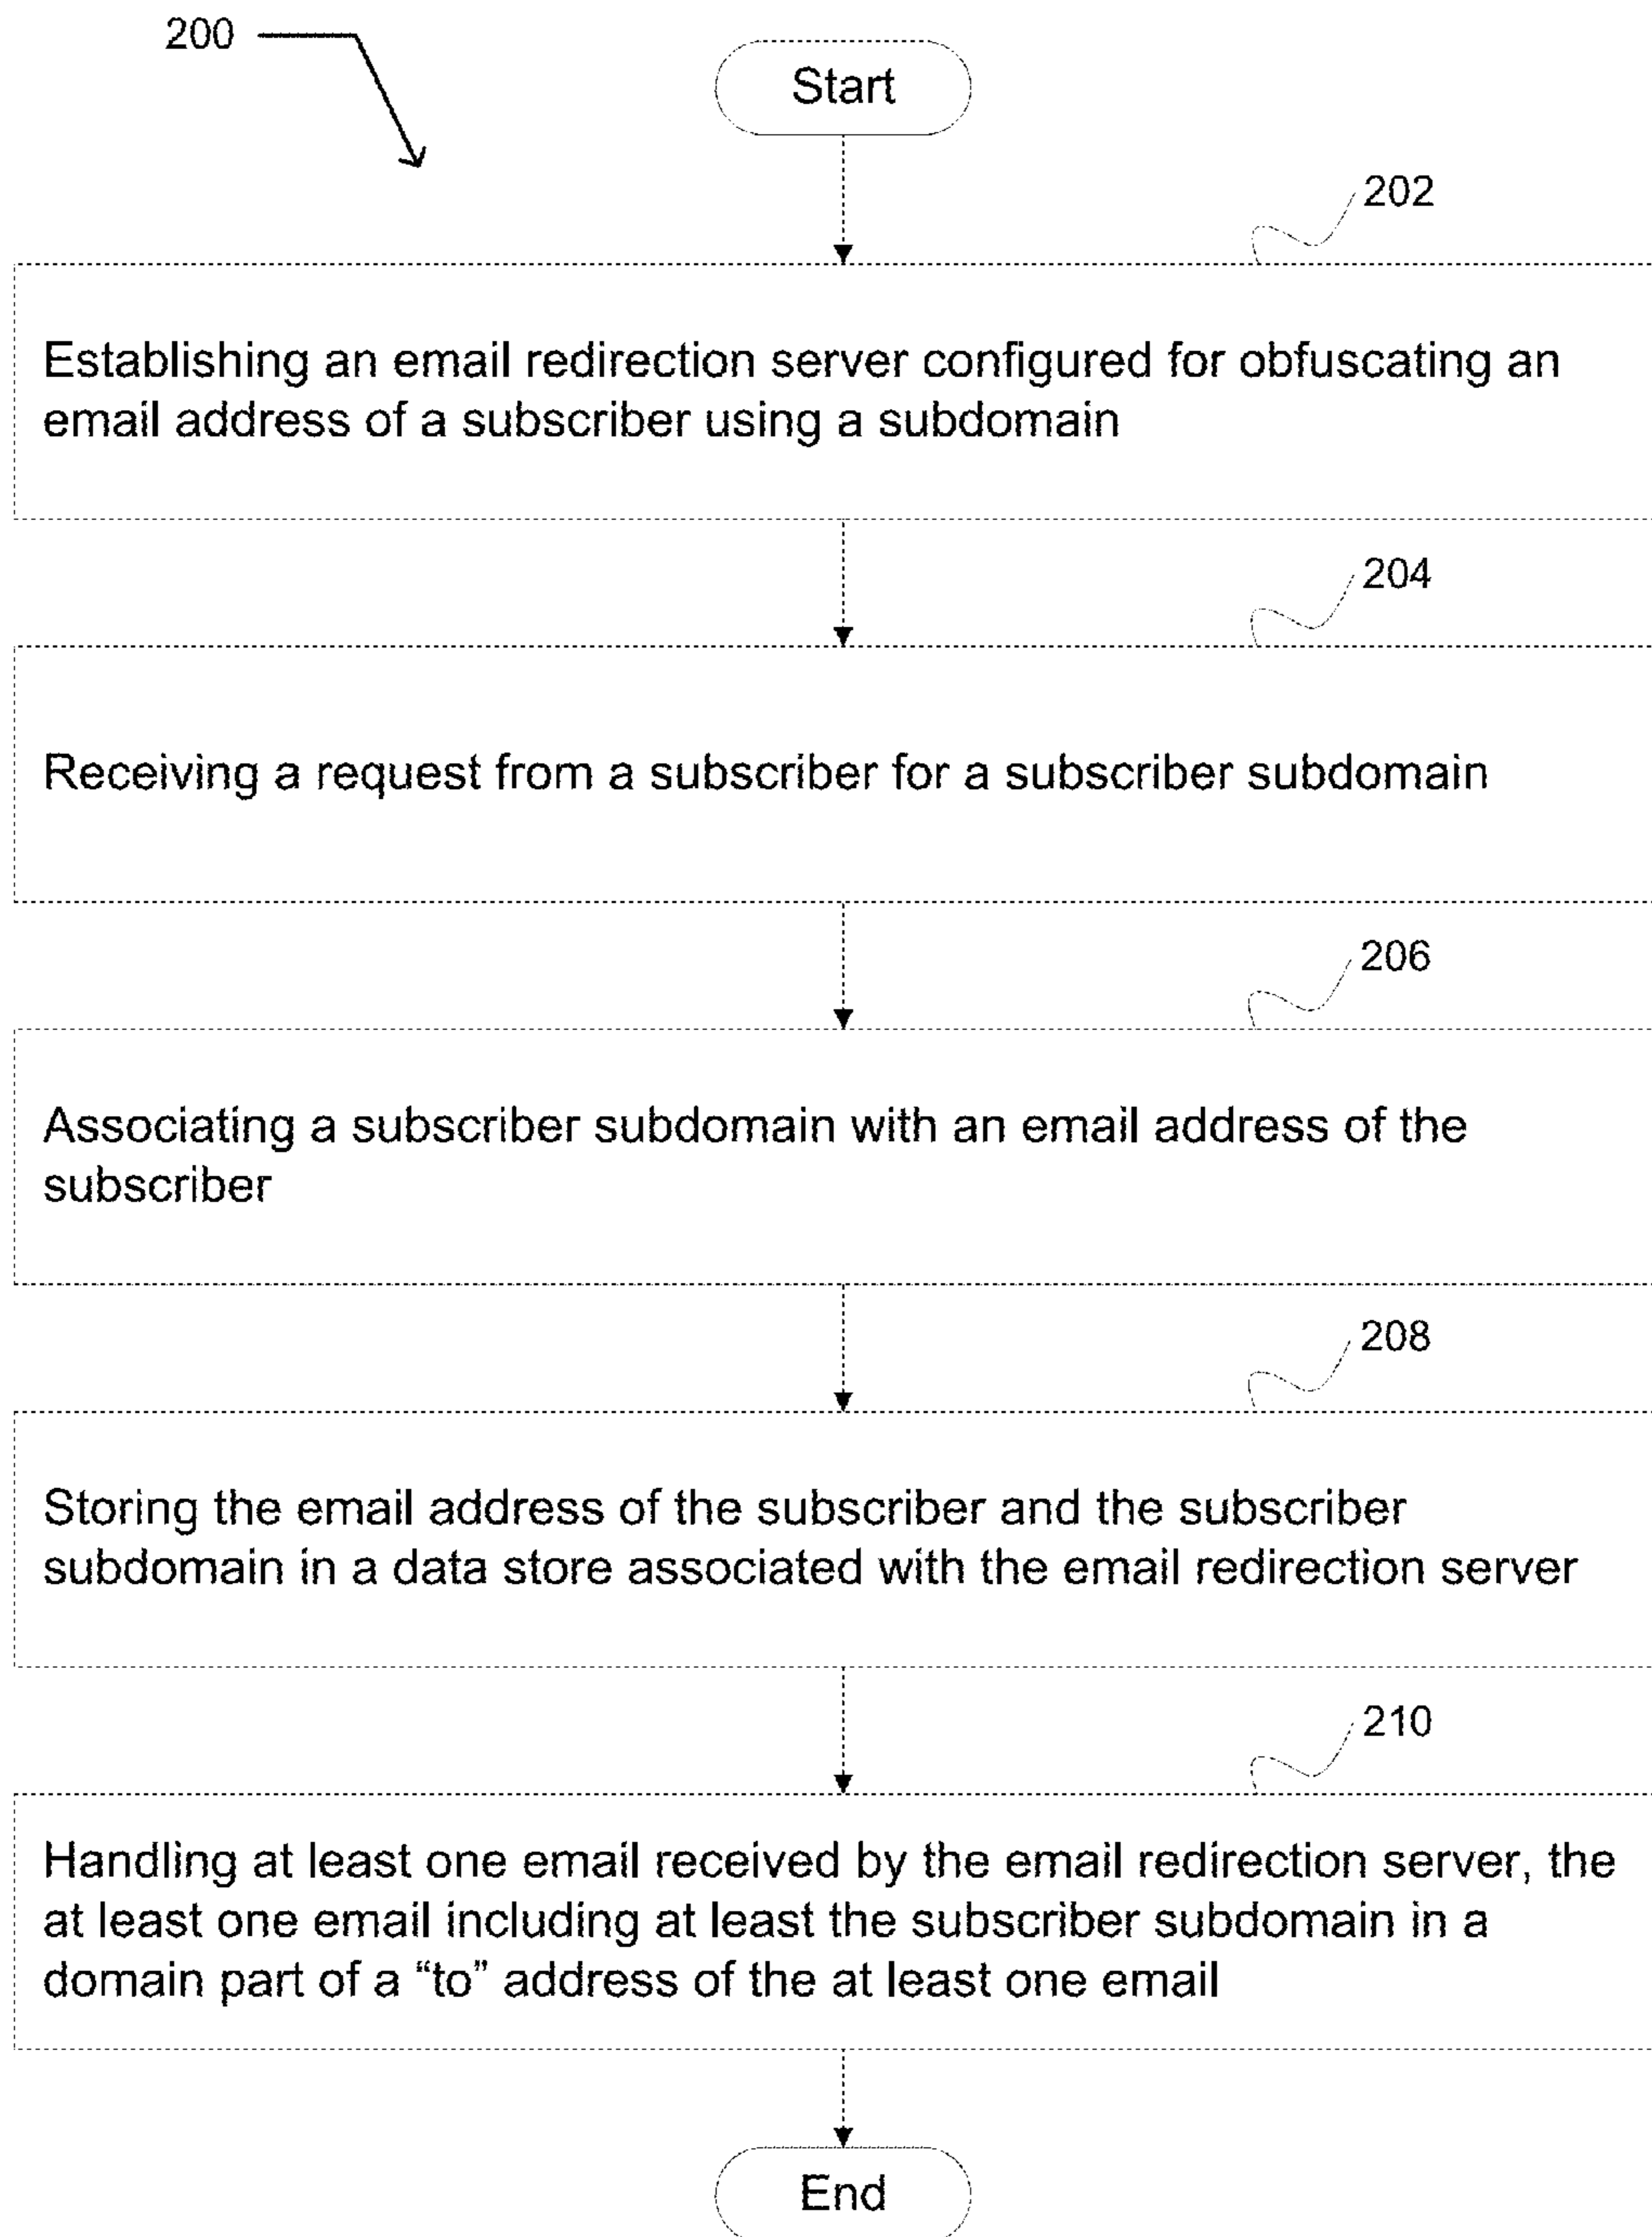 200
Start
202
Establishing an email redirection server configured for obfuscating an
email address of a subscriber using a subdomain
204
Receiving a request from a subscriber for a subscriber subdomain
206
Associating a subscriber subdomain with an email address of the
subscriber
208
Storing the email address of the subscriber and the subscriber
subdomain in a data store associated with the email redirection server
210
Handling at least one email received by the email redirection server, the
at least one email including at least the subscriber subdomain in a
domain part of a “to” address of the at least one email
End